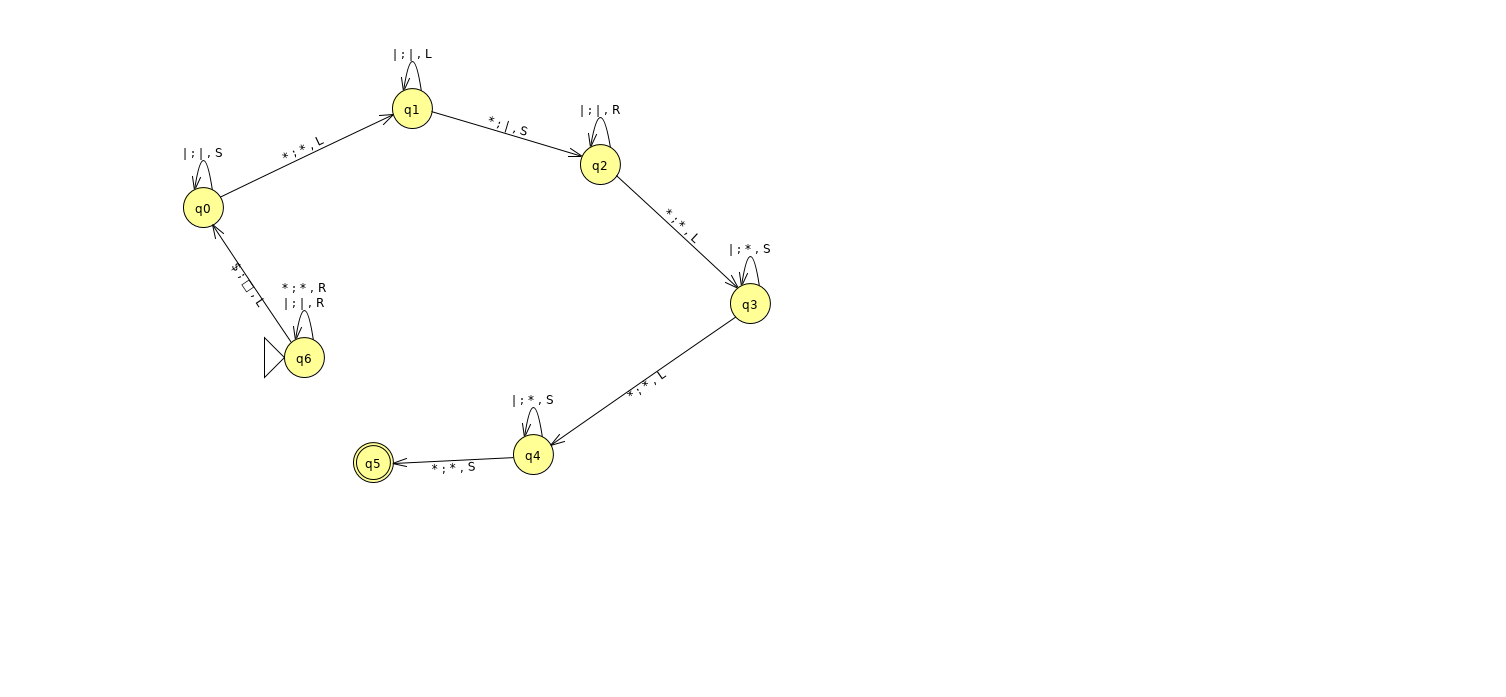 |;|,L
q1
*;|,S
|;|,R
q2
|;|,S
*;*,L
q0
*;*,L
|;*,S
q3
$;□,L
*;*,R
|;|,R
q6
*;*,L
|;*,S
q4
*;*,S
q5